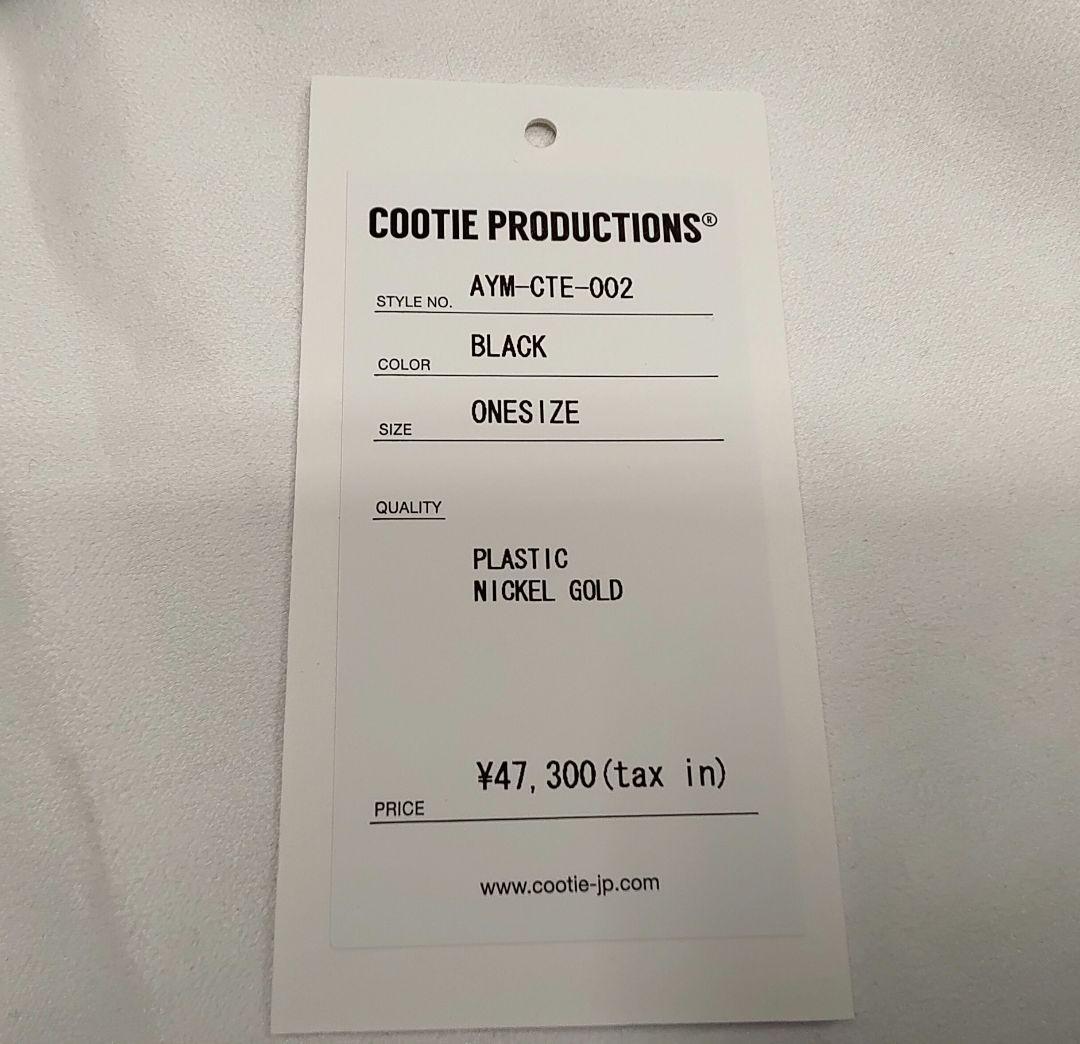 COOTIE PRODUCTIONS®
STYLE NO. AYM-CTE-002
COLOR BLACK
SIZE ONESIZE
QUALITY
PLASTIC
NICKEL GOLD
PRICE ¥47,300(tax in)
www.cootie-jp.com